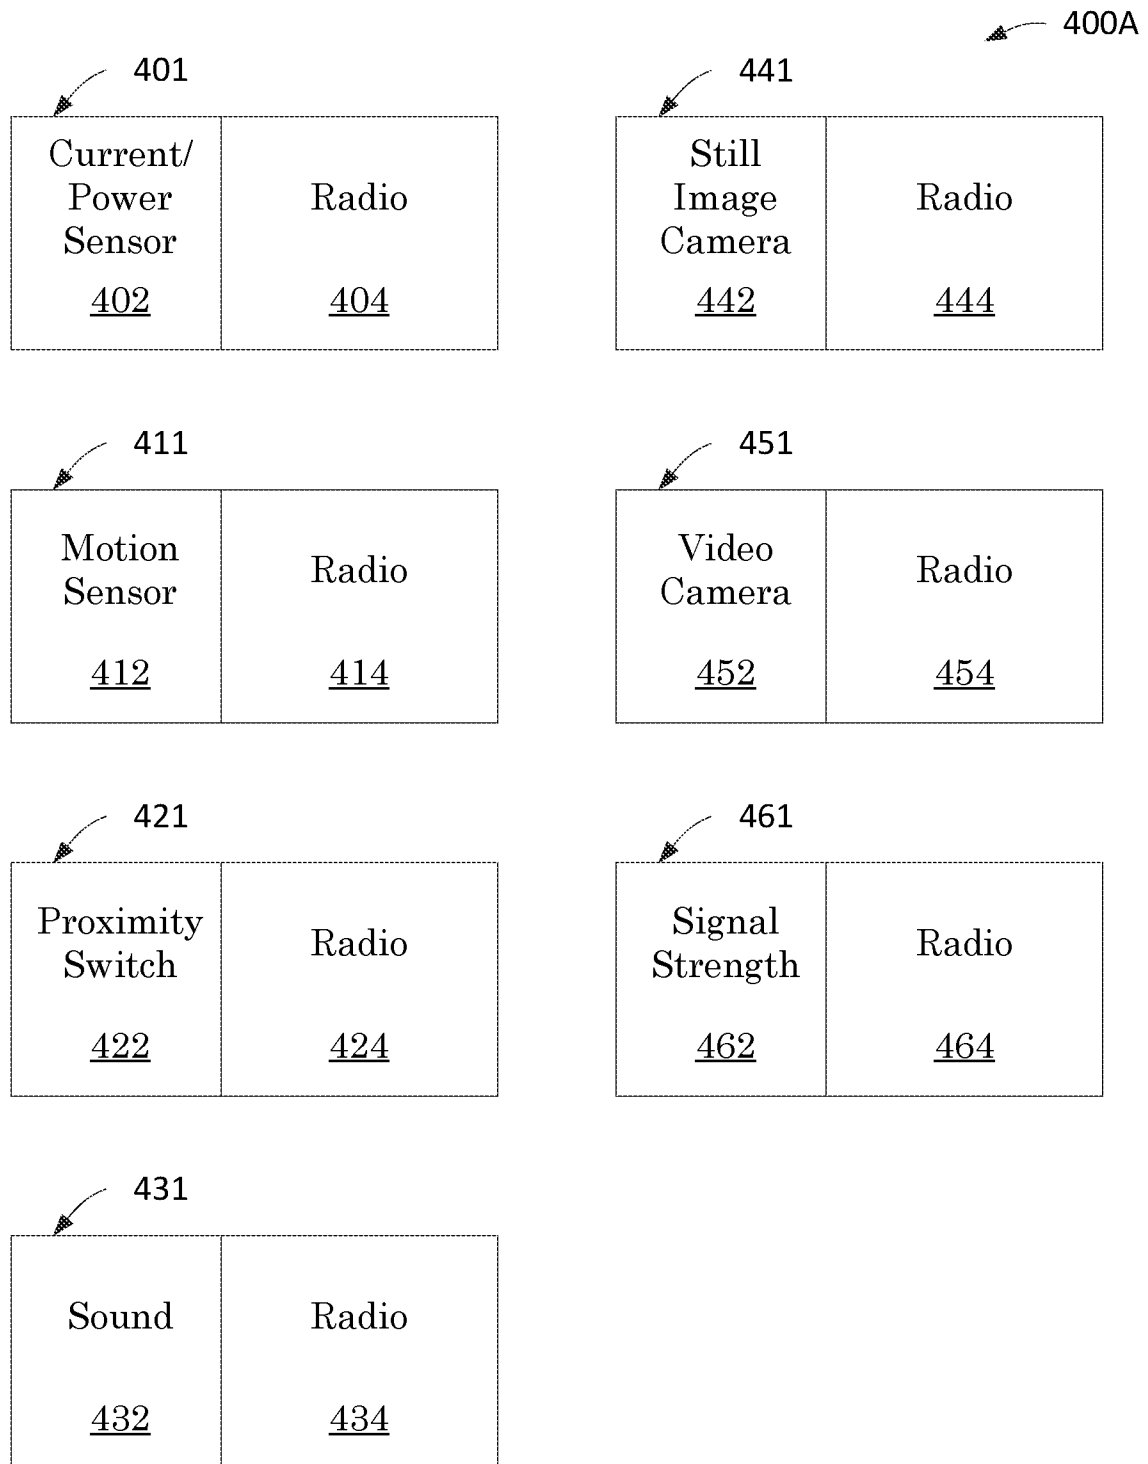 400A
401
Current/
Power
Sensor
402
Radio
404
441
Still
Image
Camera
442
Radio
444
411
Motion
Sensor
412
Radio
414
451
Video
Camera
452
Radio
454
421
Proximity
Switch
422
Radio
424
461
Signal
Strength
462
Radio
464
431
Sound
432
Radio
434